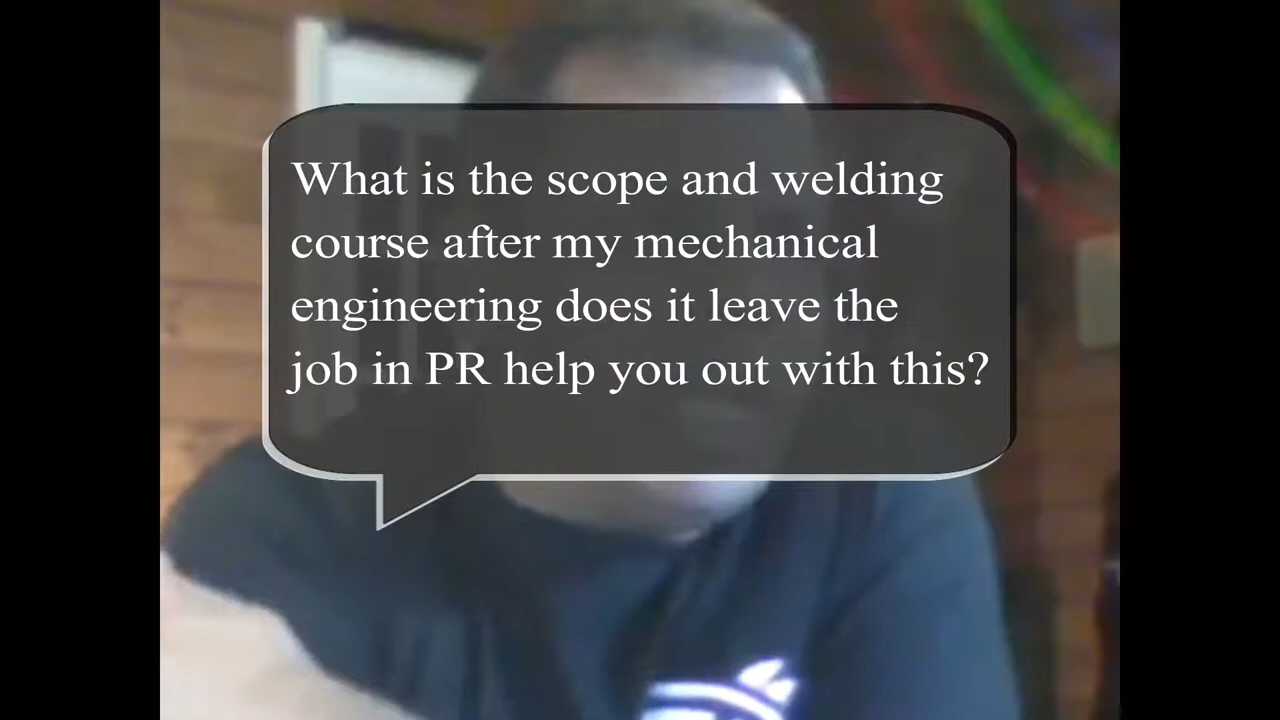 What is the scope and welding
course after my mechanical
engineering does it leave the
job in PR help you out with this?